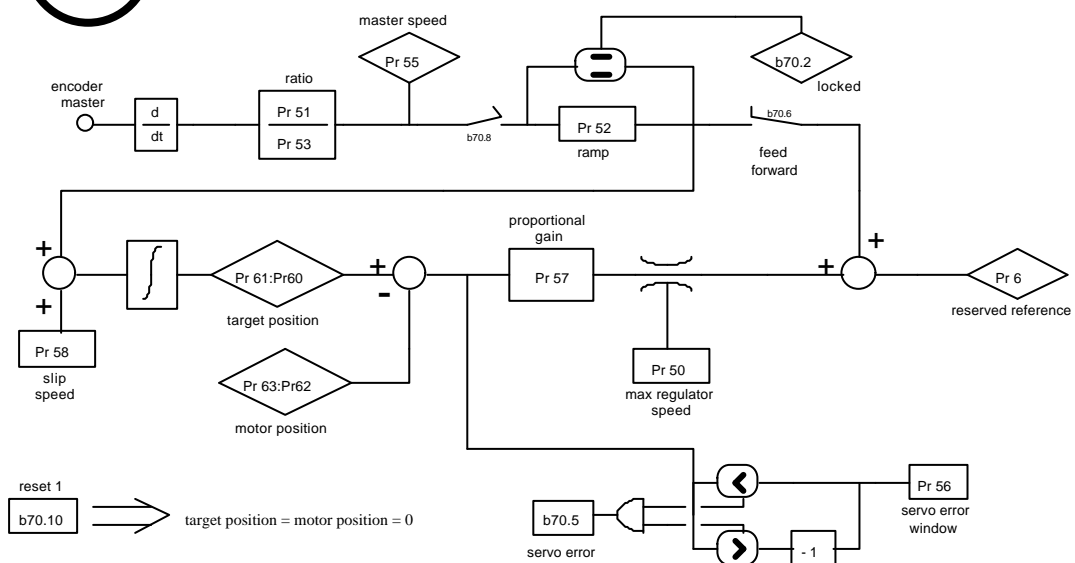 master speed
Pr 55
b70.2
locked
encoder
master
d
dt
ratio
Pr 51
Pr 53
b70.8
Pr 52
ramp
b70.6
feed
forward
+
+
Pr 58
slip
speed
Pr 61:Pr60
target position
+
-
Pr 63:Pr62
motor position
proportional
gain
Pr 57
Pr 50
max regulator
speed
+
+
Pr 6
reserved reference
reset 1
b70.10
target position = motor position = 0
b70.5
servo error
<
>
- 1
Pr 56
servo error
window